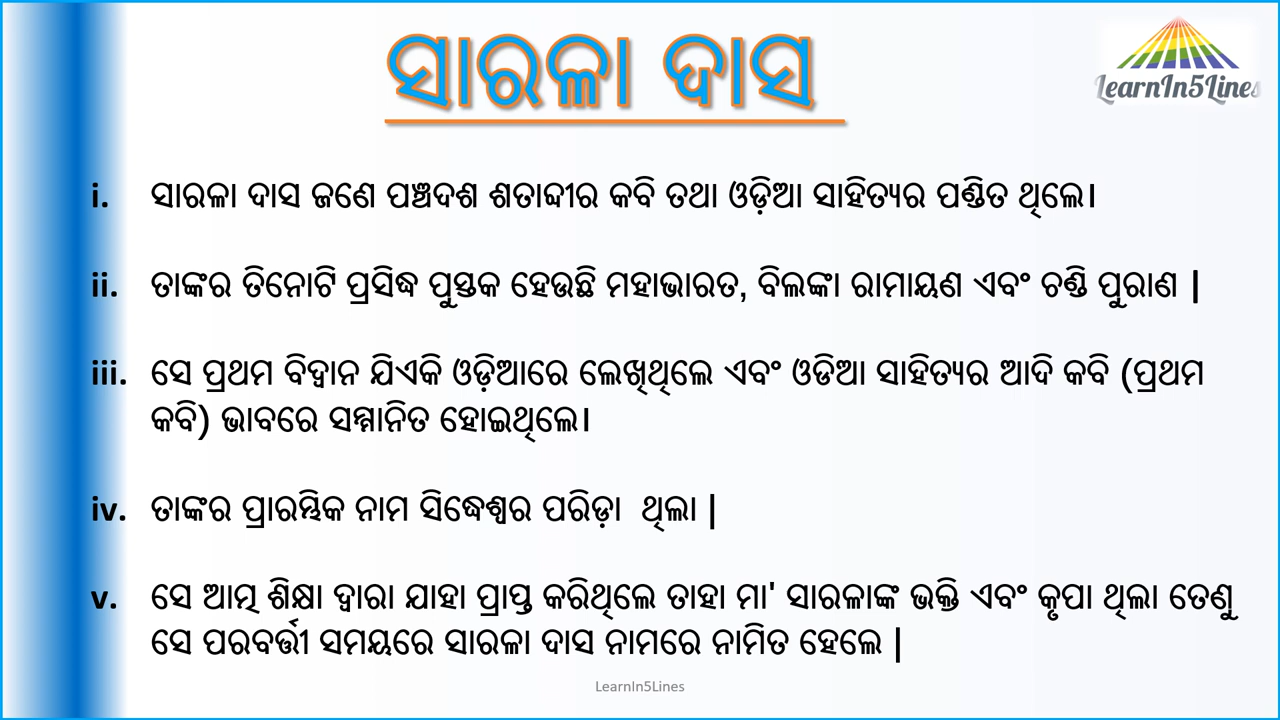 ସାରଳା ଦାସ
LearnIn5Lines
i. ସାରଳା ଦାସ ଜଣେ ପଞ୍ଚଦଶ ଶତାବ୍ଦୀର କବି ତଥା ଓଡ଼ିଆ ସାହିତ୍ୟର ପଣ୍ଡିତ ଥିଲେ।
ii. ତାଙ୍କର ତିନୋଟି ପ୍ରସିଦ୍ଧ ପୁସ୍ତକ ହେଉଛି ମହାଭାରତ, ବିଲଙ୍କା ରାମାୟଣ ଏବଂ ଚଣ୍ଡି ପୁରାଣ |
iii. ସେ ପ୍ରଥମ ବିଦ୍ୱାନ ଯିଏକି ଓଡ଼ିଆରେ ଲେଖିଥିଲେ ଏବଂ ଓଡିଆ ସାହିତ୍ୟର ଆଦି କବି (ପ୍ରଥମ
କବି) ଭାବରେ ସମ୍ମାନିତ ହୋଇଥିଲେ।
iv. ତାଙ୍କର ପ୍ରାରମ୍ଭିକ ନାମ ସିଦ୍ଧେଶ୍ୱର ପରିଡ଼ା ଥିଲା |
v. ସେ ଆତ୍ମ ଶିକ୍ଷା ଦ୍ୱାରା ଯାହା ପ୍ରାପ୍ତ କରିଥିଲେ ତାହା ମା' ସାରଳାଙ୍କ ଭକ୍ତି ଏବଂ କୃପା ଥିଲା ତେଣୁ
ସେ ପରବର୍ତ୍ତୀ ସମୟରେ ସାରଳା ଦାସ ନାମରେ ନାମିତ ହେଲେ |
LearnIn5Lines